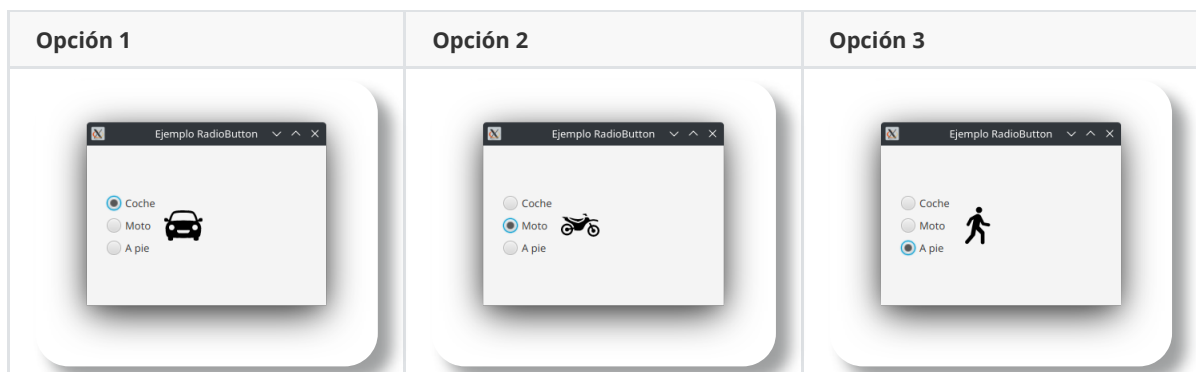 Opción 1
Opción 2
Opción 3
Ejemplo RadioButton
Coche
Moto
A pie
Ejemplo RadioButton
Coche
Moto
A pie
Ejemplo RadioButton
Coche
Moto
A pie